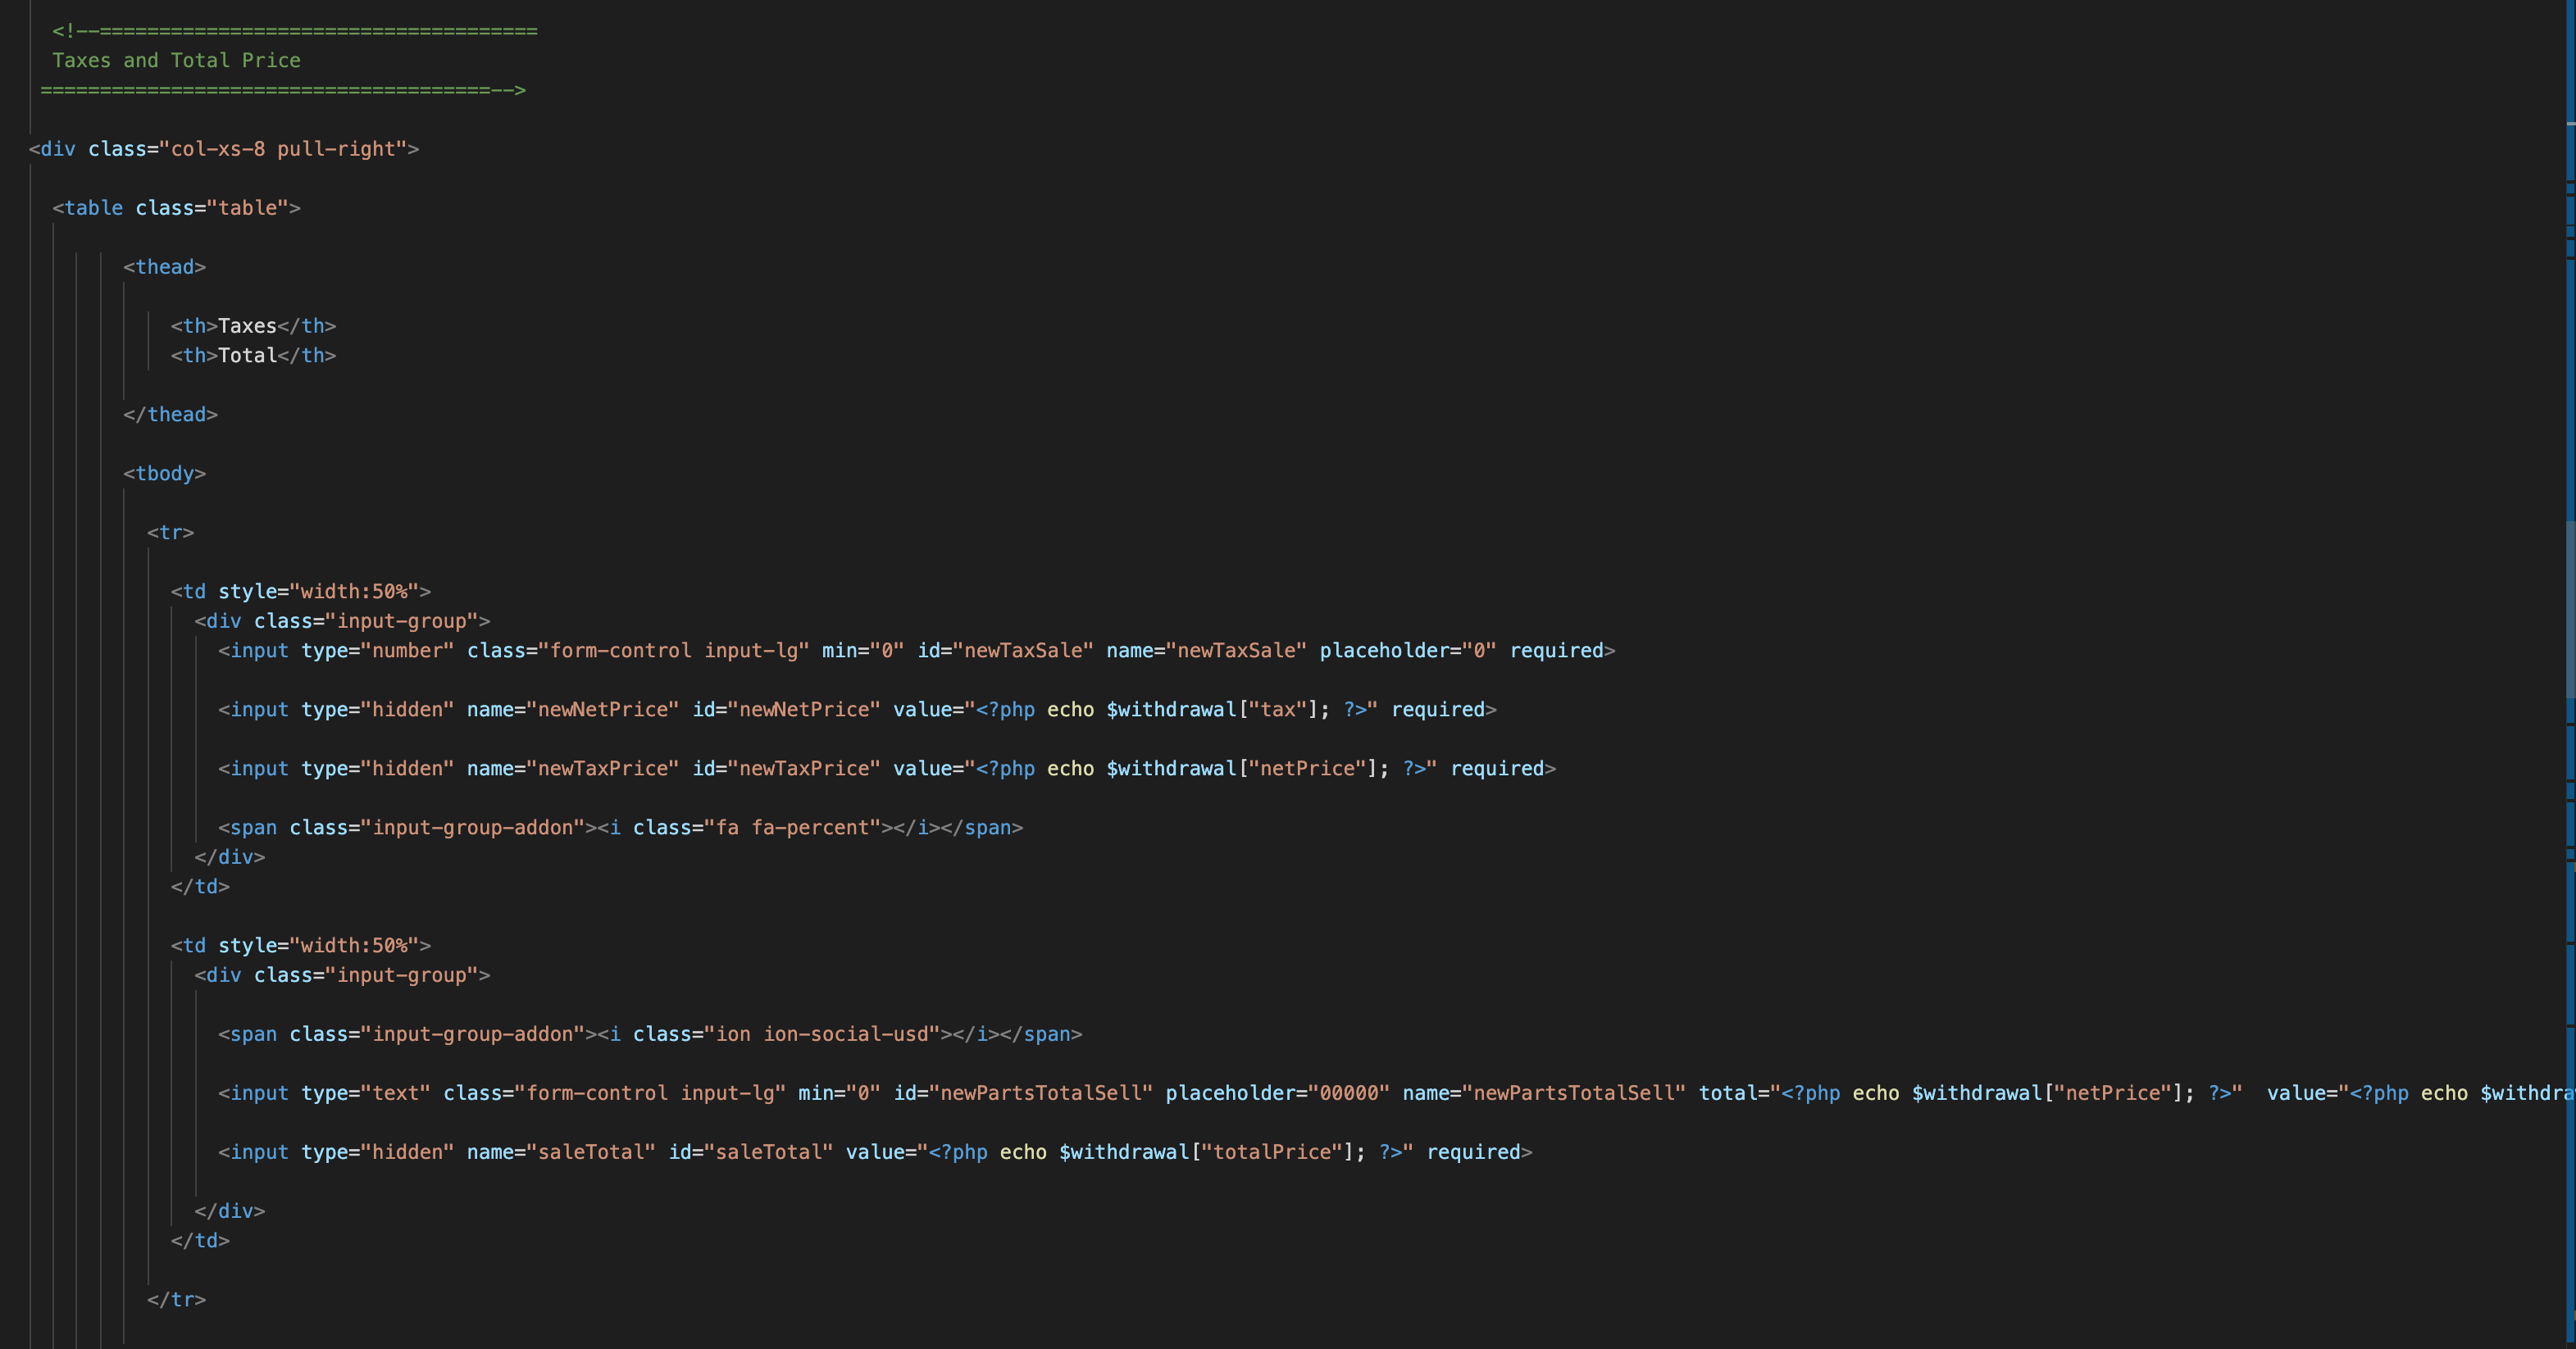 <!--=====================================
Taxes and Total Price
======================================-->
<div class="col-xs-8 pull-right">
<table class="table">
<thead>
<th>Taxes</th>
<th>Total</th>
</thead>
<tbody>
<tr>
<td style="width:50%">
<div class="input-group">
<input type="number" class="form-control input-lg" min="0" id="newTaxSale" name="newTaxSale" placeholder="0" required>
<input type="hidden" name="newNetPrice" id="newNetPrice" value="<?php echo $withdrawal["tax"]; ?>" required>
<input type="hidden" name="newTaxPrice" id="newTaxPrice" value="<?php echo $withdrawal["netPrice"]; ?>" required>
<span class="input-group-addon"><i class="fa fa-percent"></i></span>
</div>
</td>
<td style="width:50%">
<div class="input-group">
<span class="input-group-addon"><i class="ion ion-social-usd"></i></span>
<input type="text" class="form-control input-lg" min="0" id="newPartsTotalSell" placeholder="00000" name="newPartsTotalSell" total="<?php echo $withdrawal["netPrice"]; ?>"  value="<?php echo $withdra
<input type="hidden" name="saleTotal" id="saleTotal" value="<?php echo $withdrawal["totalPrice"]; ?>" required>
</div>
</td>
</tr>